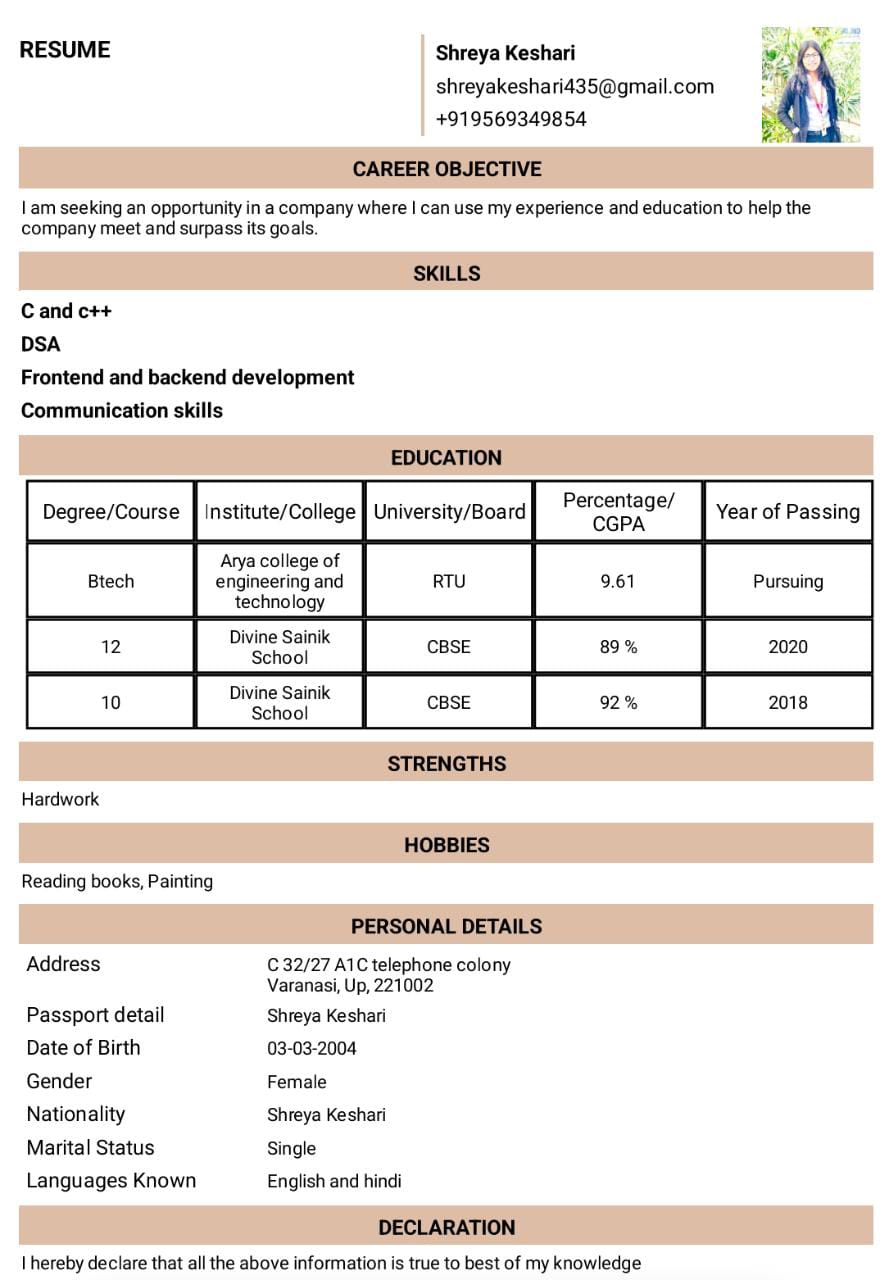 RESUME
Shreya Keshari
shreyakeshari435@gmail.com
+919569349854
CAREER OBJECTIVE
I am seeking an opportunity in a company where I can use my experience and education to help the
company meet and surpass its goals.
SKILLS
C and c++
DSA
Frontend and backend development
Communication skills
EDUCATION
Degree/Course Institute/College University/Board Percentage/ CGPA Year of Passing
Btech Arya college of engineering and technology RTU 9.61 Pursuing
12 Divine Sainik School CBSE 89 % 2020
10 Divine Sainik School CBSE 92 % 2018
STRENGTHS
Hardwork
HOBBIES
Reading books, Painting
PERSONAL DETAILS
Address C 32/27 A1C telephone colony
Varanasi, Up, 221002
Passport detail Shreya Keshari
Date of Birth 03-03-2004
Gender Female
Nationality Shreya Keshari
Marital Status Single
Languages Known English and hindi
DECLARATION
I hereby declare that all the above information is true to best of my knowledge